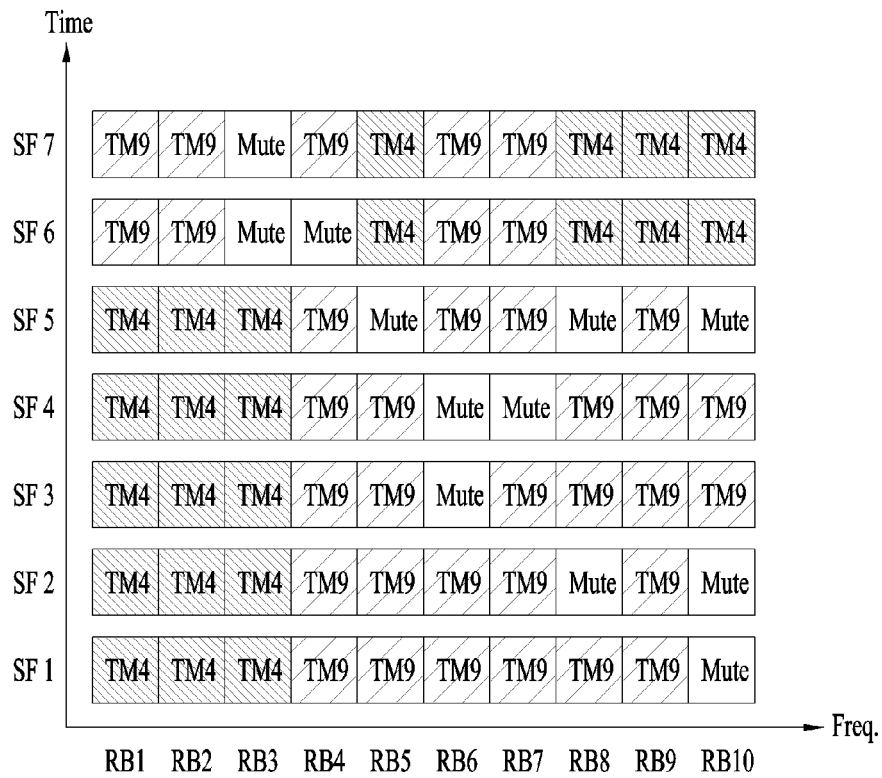 Time
SF 7 TM9 TM9 Mute TM9 TM4 TM9 TM9 TM4 TM4 TM4
SF 6 TM9 TM9 Mute Mute TM4 TM9 TM9 TM4 TM4 TM4
SF 5 TM4 TM4 TM4 TM9 Mute TM9 TM9 Mute TM9 Mute
SF 4 TM4 TM4 TM4 TM9 TM9 Mute Mute TM9 TM9 TM9
SF 3 TM4 TM4 TM4 TM9 TM9 Mute TM9 TM9 TM9 TM9
SF 2 TM4 TM4 TM4 TM9 TM9 TM9 TM9 Mute TM9 Mute
SF 1 TM4 TM4 TM4 TM9 TM9 TM9 TM9 TM9 TM9 Mute
Freq.
RB1 RB2 RB3 RB4 RB5 RB6 RB7 RB8 RB9 RB10